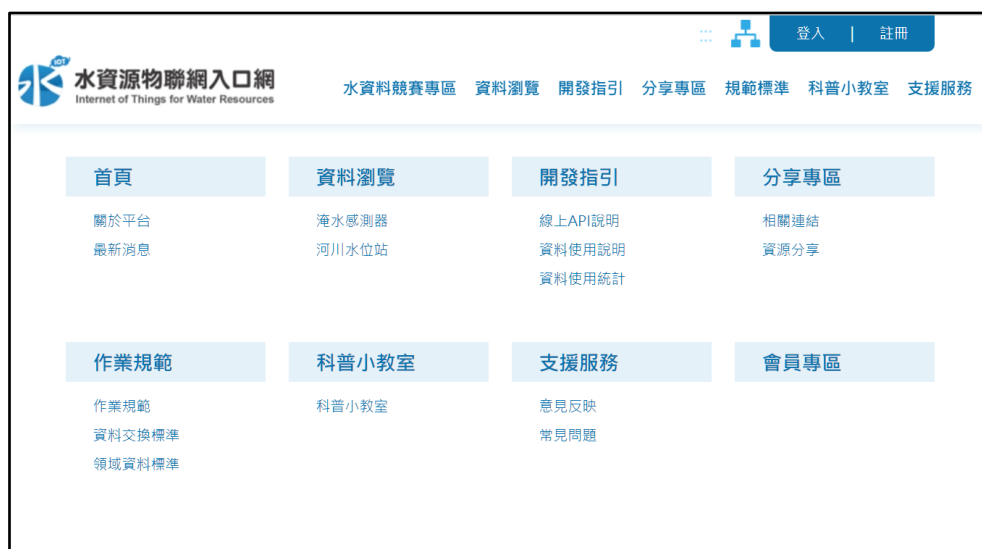 :::
登入 | 註冊
IOT
水資源物聯網入口網
Internet of Things for Water Resources
水資料競賽專區 資料瀏覽 開發指引 分享專區 規範標準 科普小教室 支援服務
首頁
關於平台
最新消息
資料瀏覽
淹水感測器
河川水位站
開發指引
線上API說明
資料使用說明
資料使用統計
分享專區
相關連結
資源分享
作業規範
作業規範
資料交換標準
領域資料標準
科普小教室
科普小教室
支援服務
意見反映
常見問題
會員專區